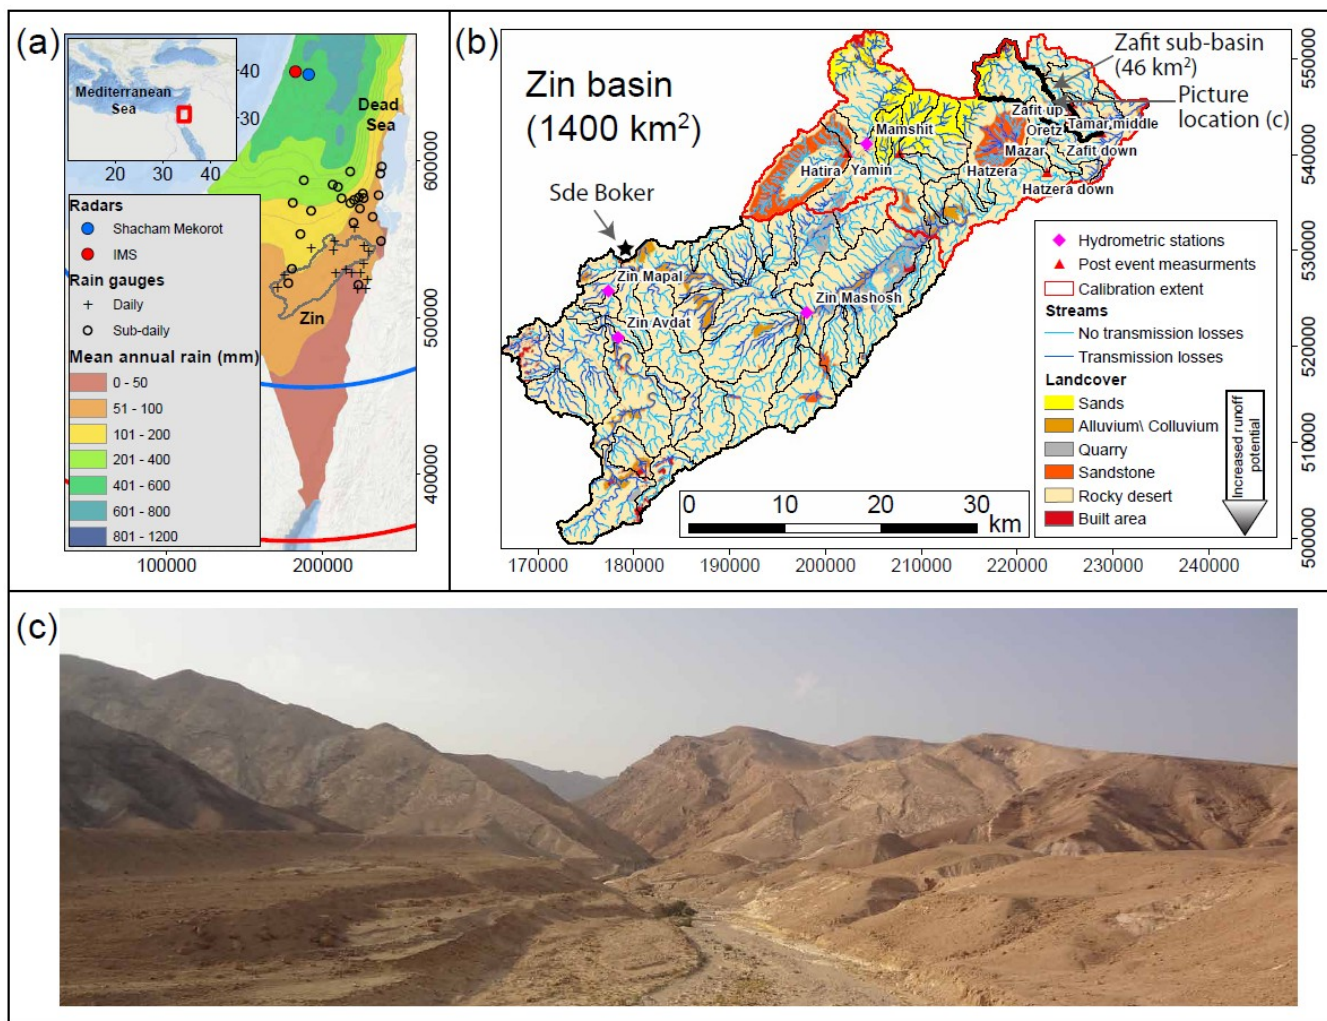 (a)
Mediterranean
Sea
40
30
20
30
40
Dead
Sea
Zin
Radars
Shacham Mekorot
IMS
Rain gauges
Daily
Sub-daily
Mean annual rain (mm)
0 - 50
51 - 100
101 - 200
201 - 400
401 - 600
601 - 800
801 - 1200
600000
500000
400000
100000
200000
(b)
Zin basin
(1400 km²)
Zafit sub-basin
(46 km²)
Picture
location (c)
Zafit up
Tamar middle
Oretz
Zafit down
Mamshit
Mazar
Hatira
Yamin
Hatzera
Hatzera down
Sde Boker
Zin Mapal
Zin Mashosh
Zin Avdat
Hydrometric stations
Post event measurments
Calibration extent
Streams
No transmission losses
Transmission losses
Landcover
Sands
Alluvium\ Colluvium
Quarry
Sandstone
Rocky desert
Built area
Increased runoff
potential
0
10
20
30
km
550000
540000
530000
520000
510000
500000
170000
180000
190000
200000
210000
220000
230000
240000
(c)